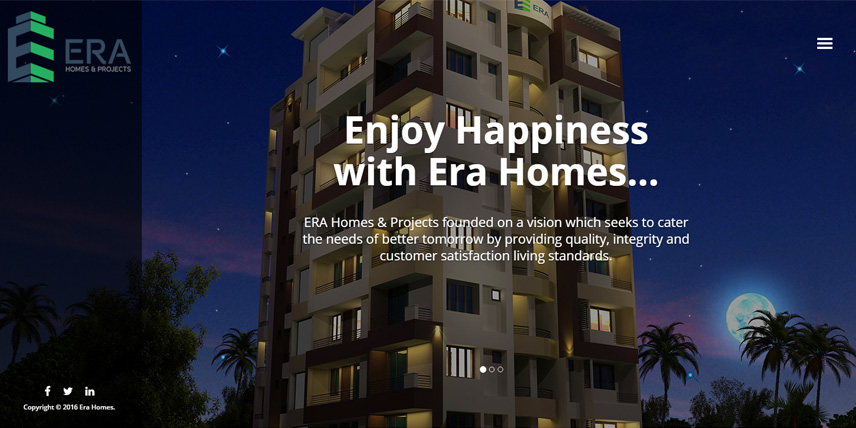 ERA
HOMES & PROJECTS
ERA
Enjoy Happiness
with Era Homes...
ERA Homes & Projects founded on a vision which seeks to cater
the needs of better tomorrow by providing quality, integrity and
customer satisfaction living standards.
Copyright © 2016 Era Homes.